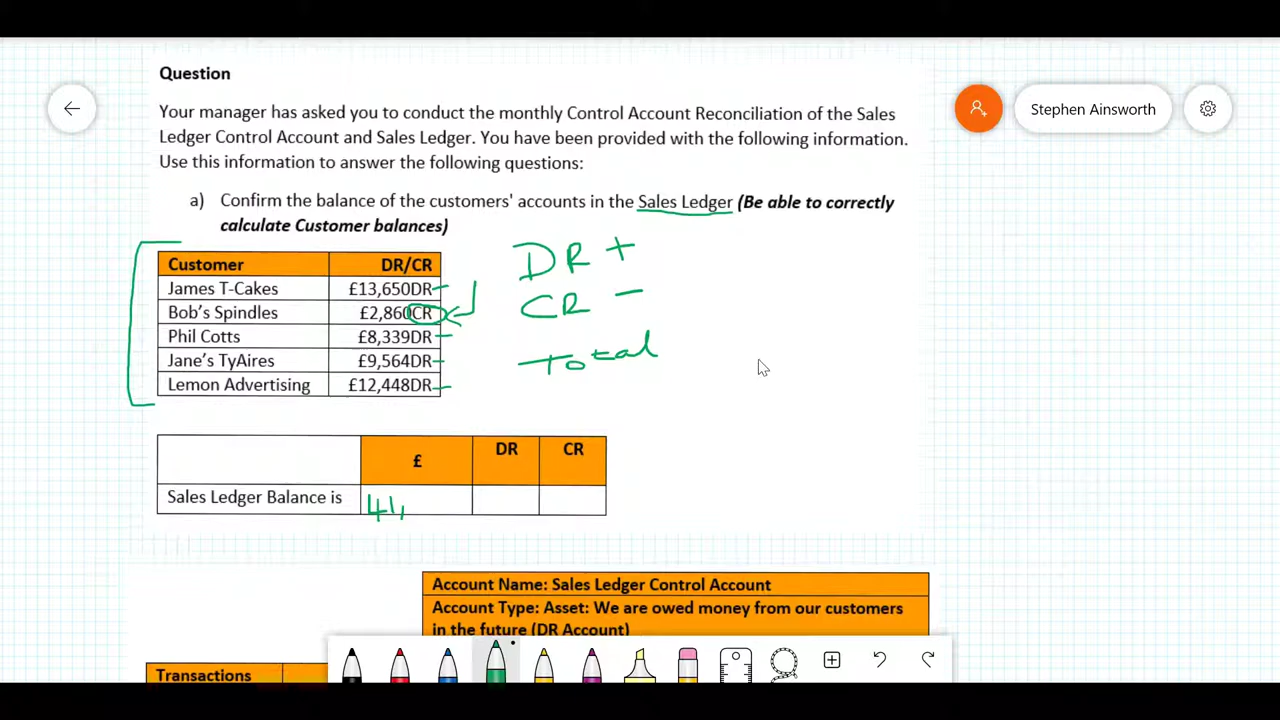 Question
Stephen Ainsworth
Your manager has asked you to conduct the monthly Control Account Reconciliation of the Sales
Ledger Control Account and Sales Ledger. You have been provided with the following information.
Use this information to answer the following questions:
a) Confirm the balance of the customers' accounts in the Sales Ledger (Be able to correctly
calculate Customer balances)
Customer DR/CR
James T-Cakes £13,650DR
Bob's Spindles £2,860CR
Phil Cotts £8,339DR
Jane's TyAires £9,564DR
Lemon Advertising £12,448DR
DR +
CR −
Total
£ DR CR
Sales Ledger Balance is 41,
Account Name: Sales Ledger Control Account
Account Type: Asset: We are owed money from our customers
in the future (DR Account)
Transactions